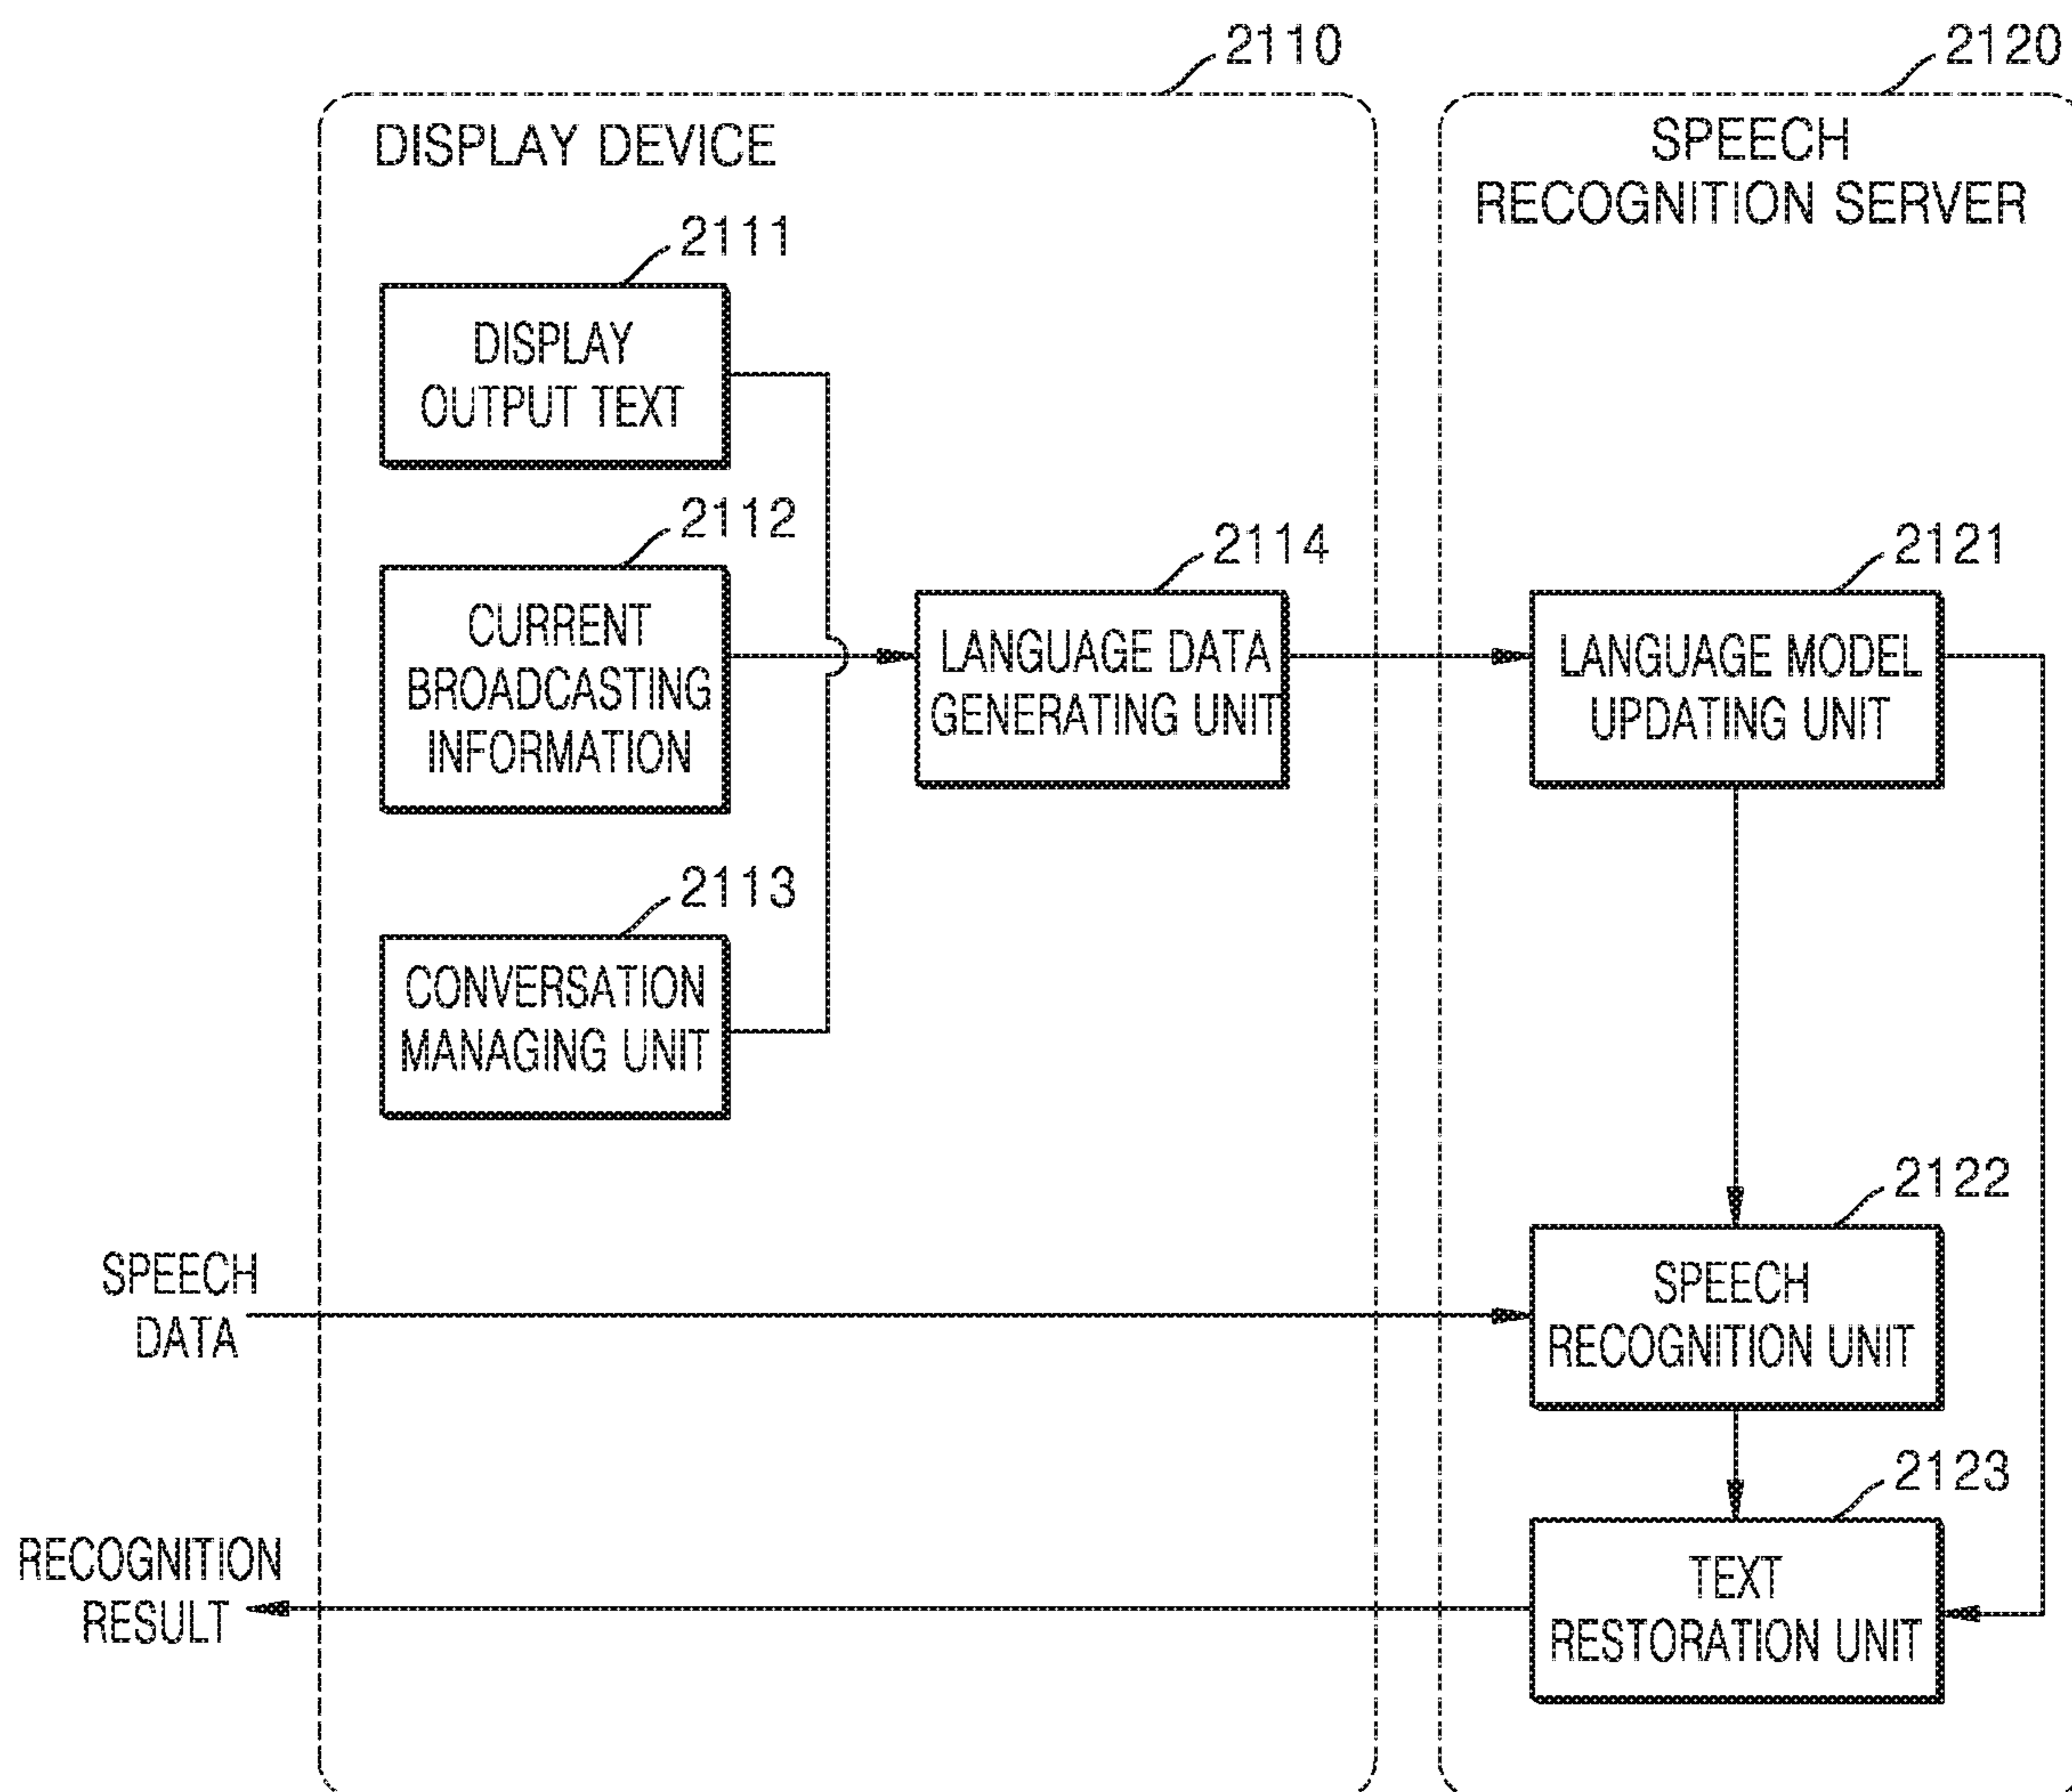 2110
2120
DISPLAY DEVICE
SPEECH
RECOGNITION SERVER
2111
DISPLAY
OUTPUT TEXT
2112
CURRENT
BROADCASTING
INFORMATION
2114
LANGUAGE DATA
GENERATING UNIT
2121
LANGUAGE MODEL
UPDATING UNIT
2113
CONVERSATION
MANAGING UNIT
2122
SPEECH
DATA
SPEECH
RECOGNITION UNIT
2123
RECOGNITION
RESULT
TEXT
RESTORATION UNIT